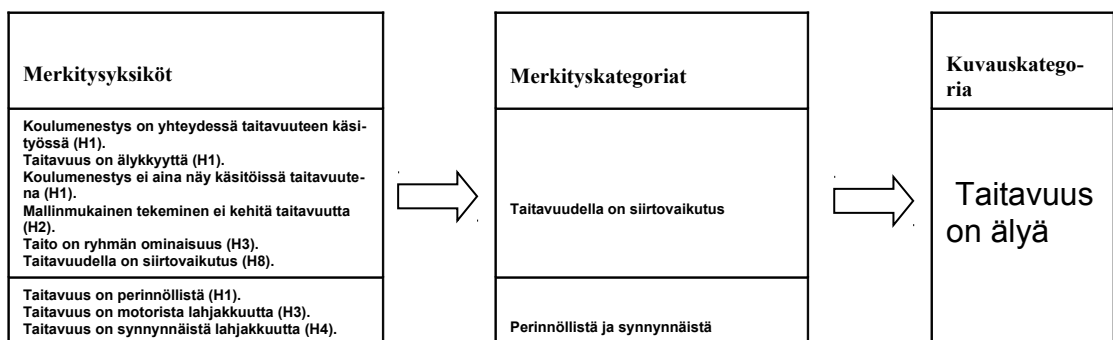 Merkitysyksiköt
Koulumenestys on yhteydessä taitavuuteen käsi-
työssä (H1).
Taitavuus on älykkyyttä (H1).
Koulumenestys ei aina näy käsitöissä taitavuute-
na (H1).
Mallinmukainen tekeminen ei kehitä taitavuutta
(H2).
Taito on ryhmän ominaisuus (H3).
Taitavuudella on siirtovaikutus (H8).
Taitavuus on perinnöllistä (H1).
Taitavuus on motorista lahjakkuutta (H3).
Taitavuus on synnynnäistä lahjakkuutta (H4).
Merkityskategoriat
Taitavuudella on siirtovaikutus
Perinnöllistä ja synnynnäistä
Kuvauskatego-
ria
Taitavuus
on älyä